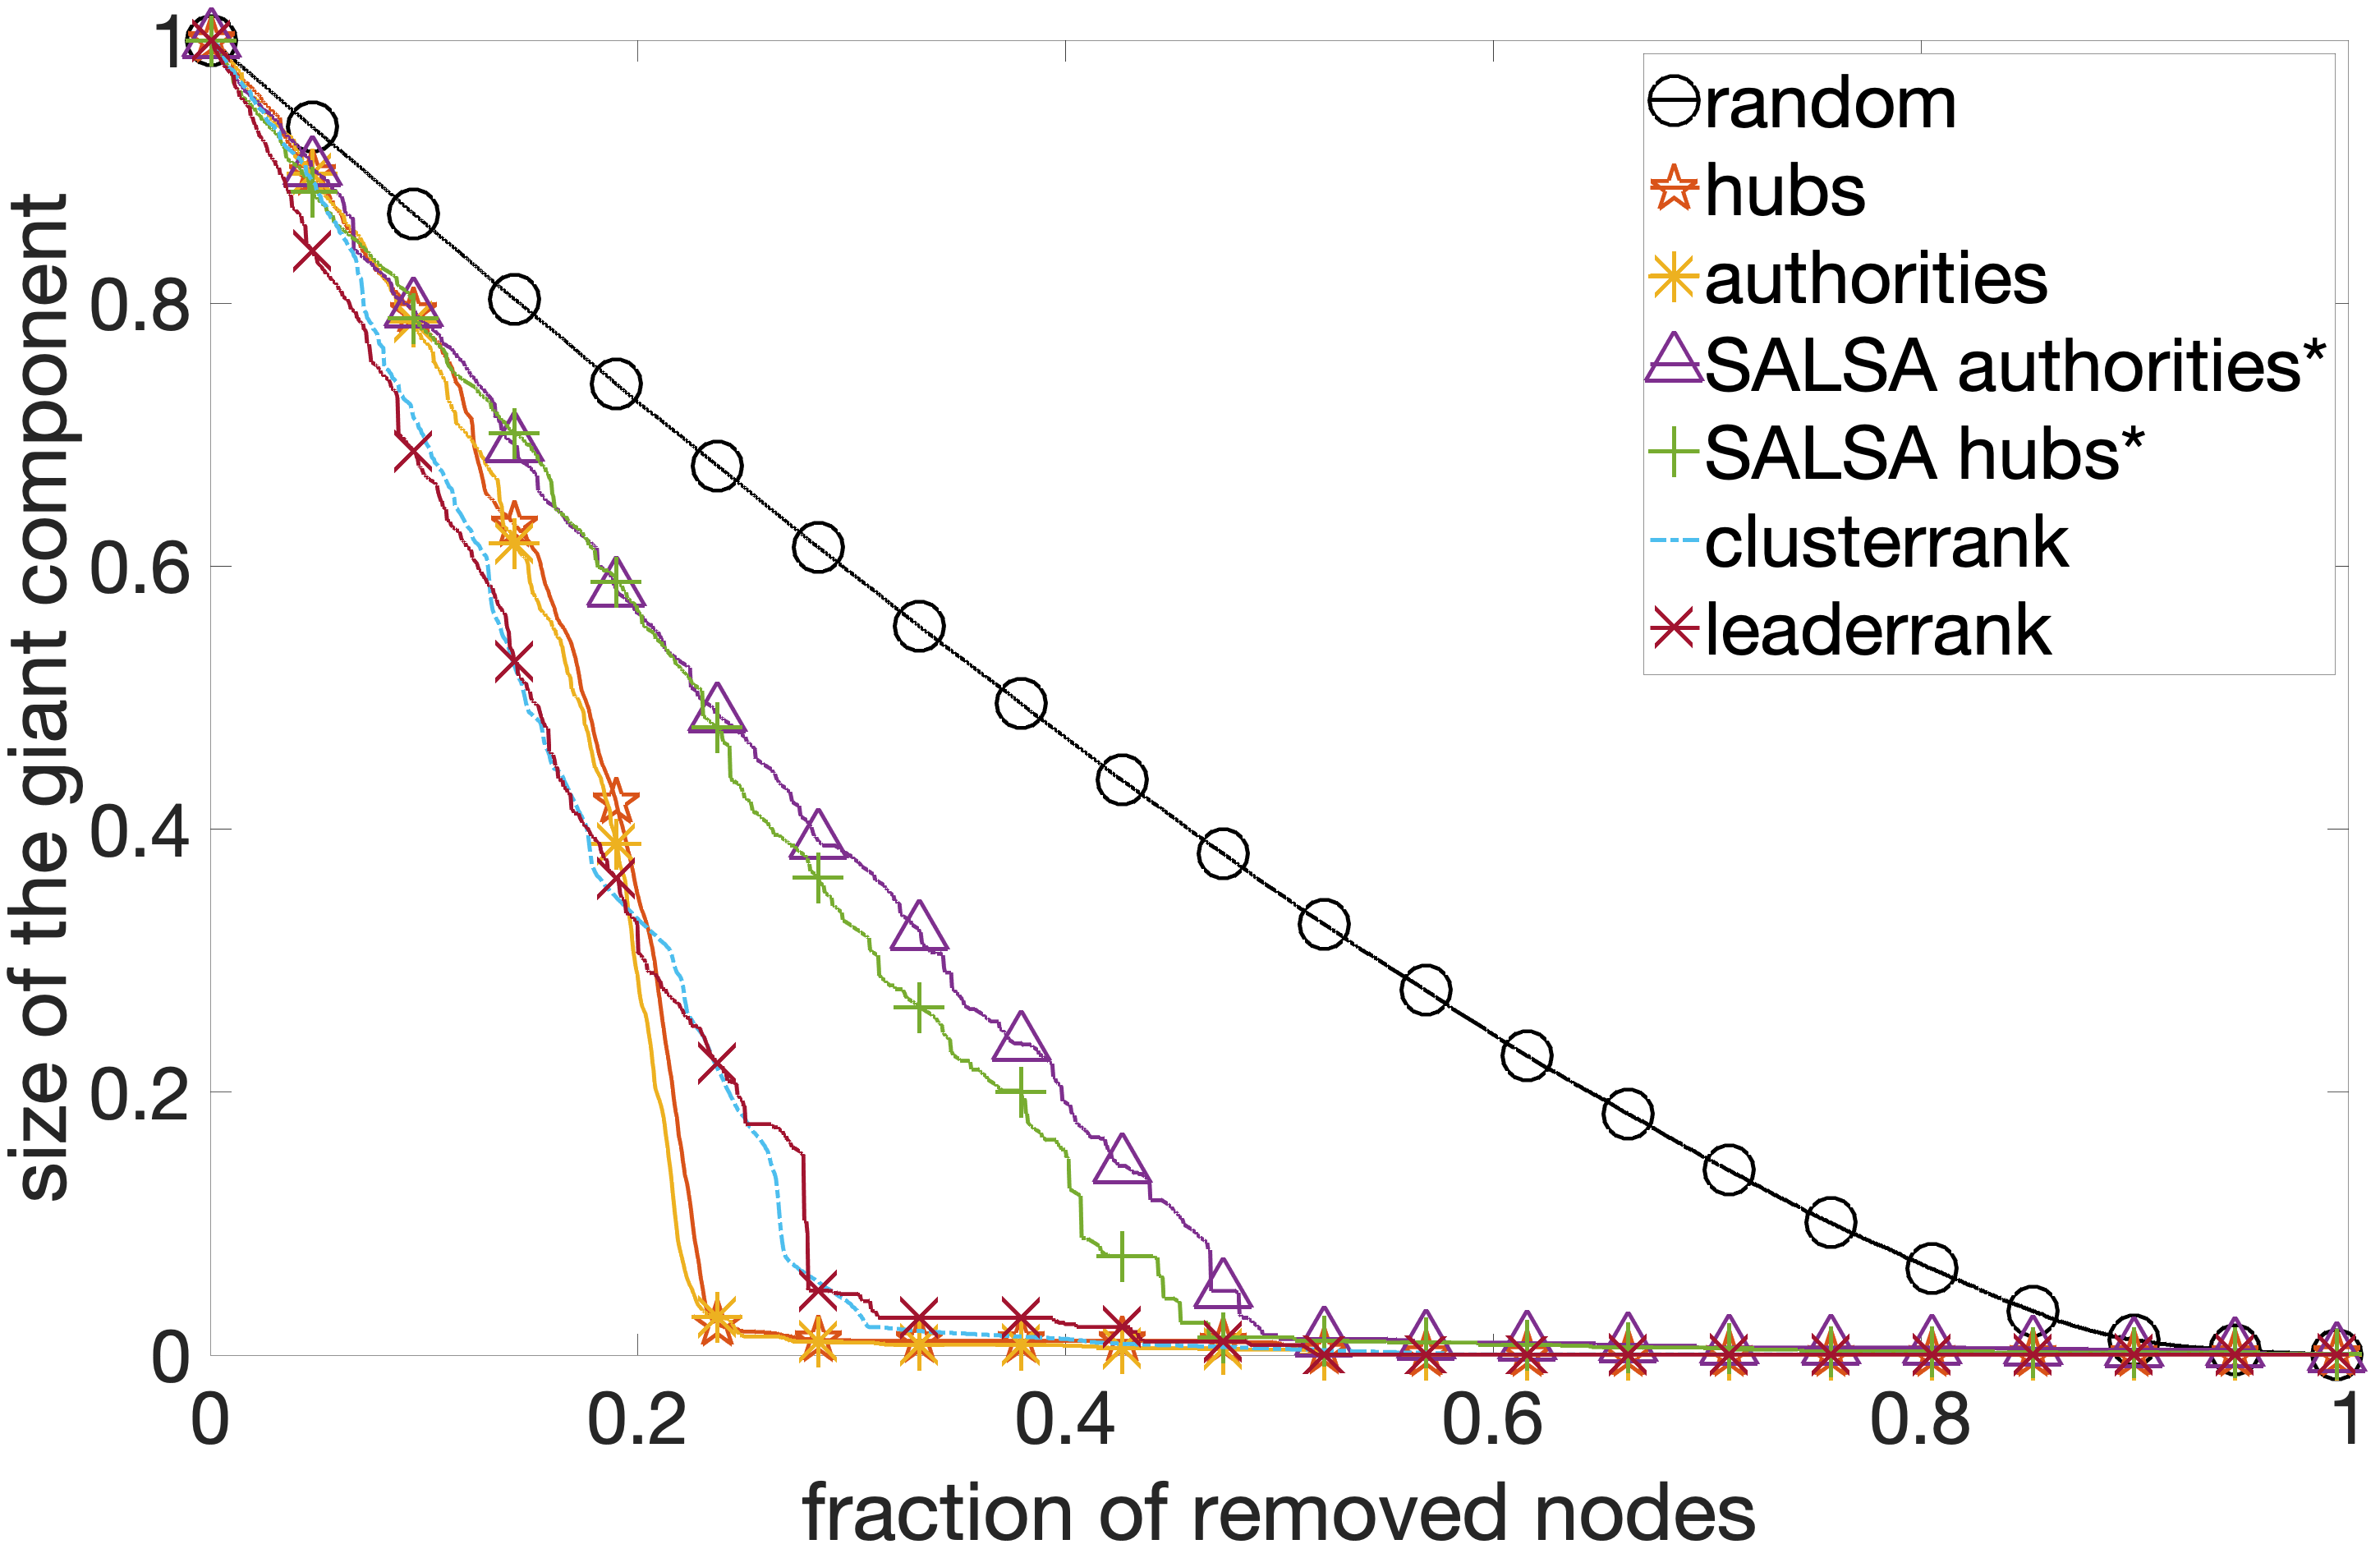 size of the giant component
1
0.8
0.6
0.4
0.2
0
0 0.2 0.4 0.6 0.8 1
fraction of removed nodes
random
hubs
authorities
SALSA authorities*
SALSA hubs*
clusterrank
leaderrank